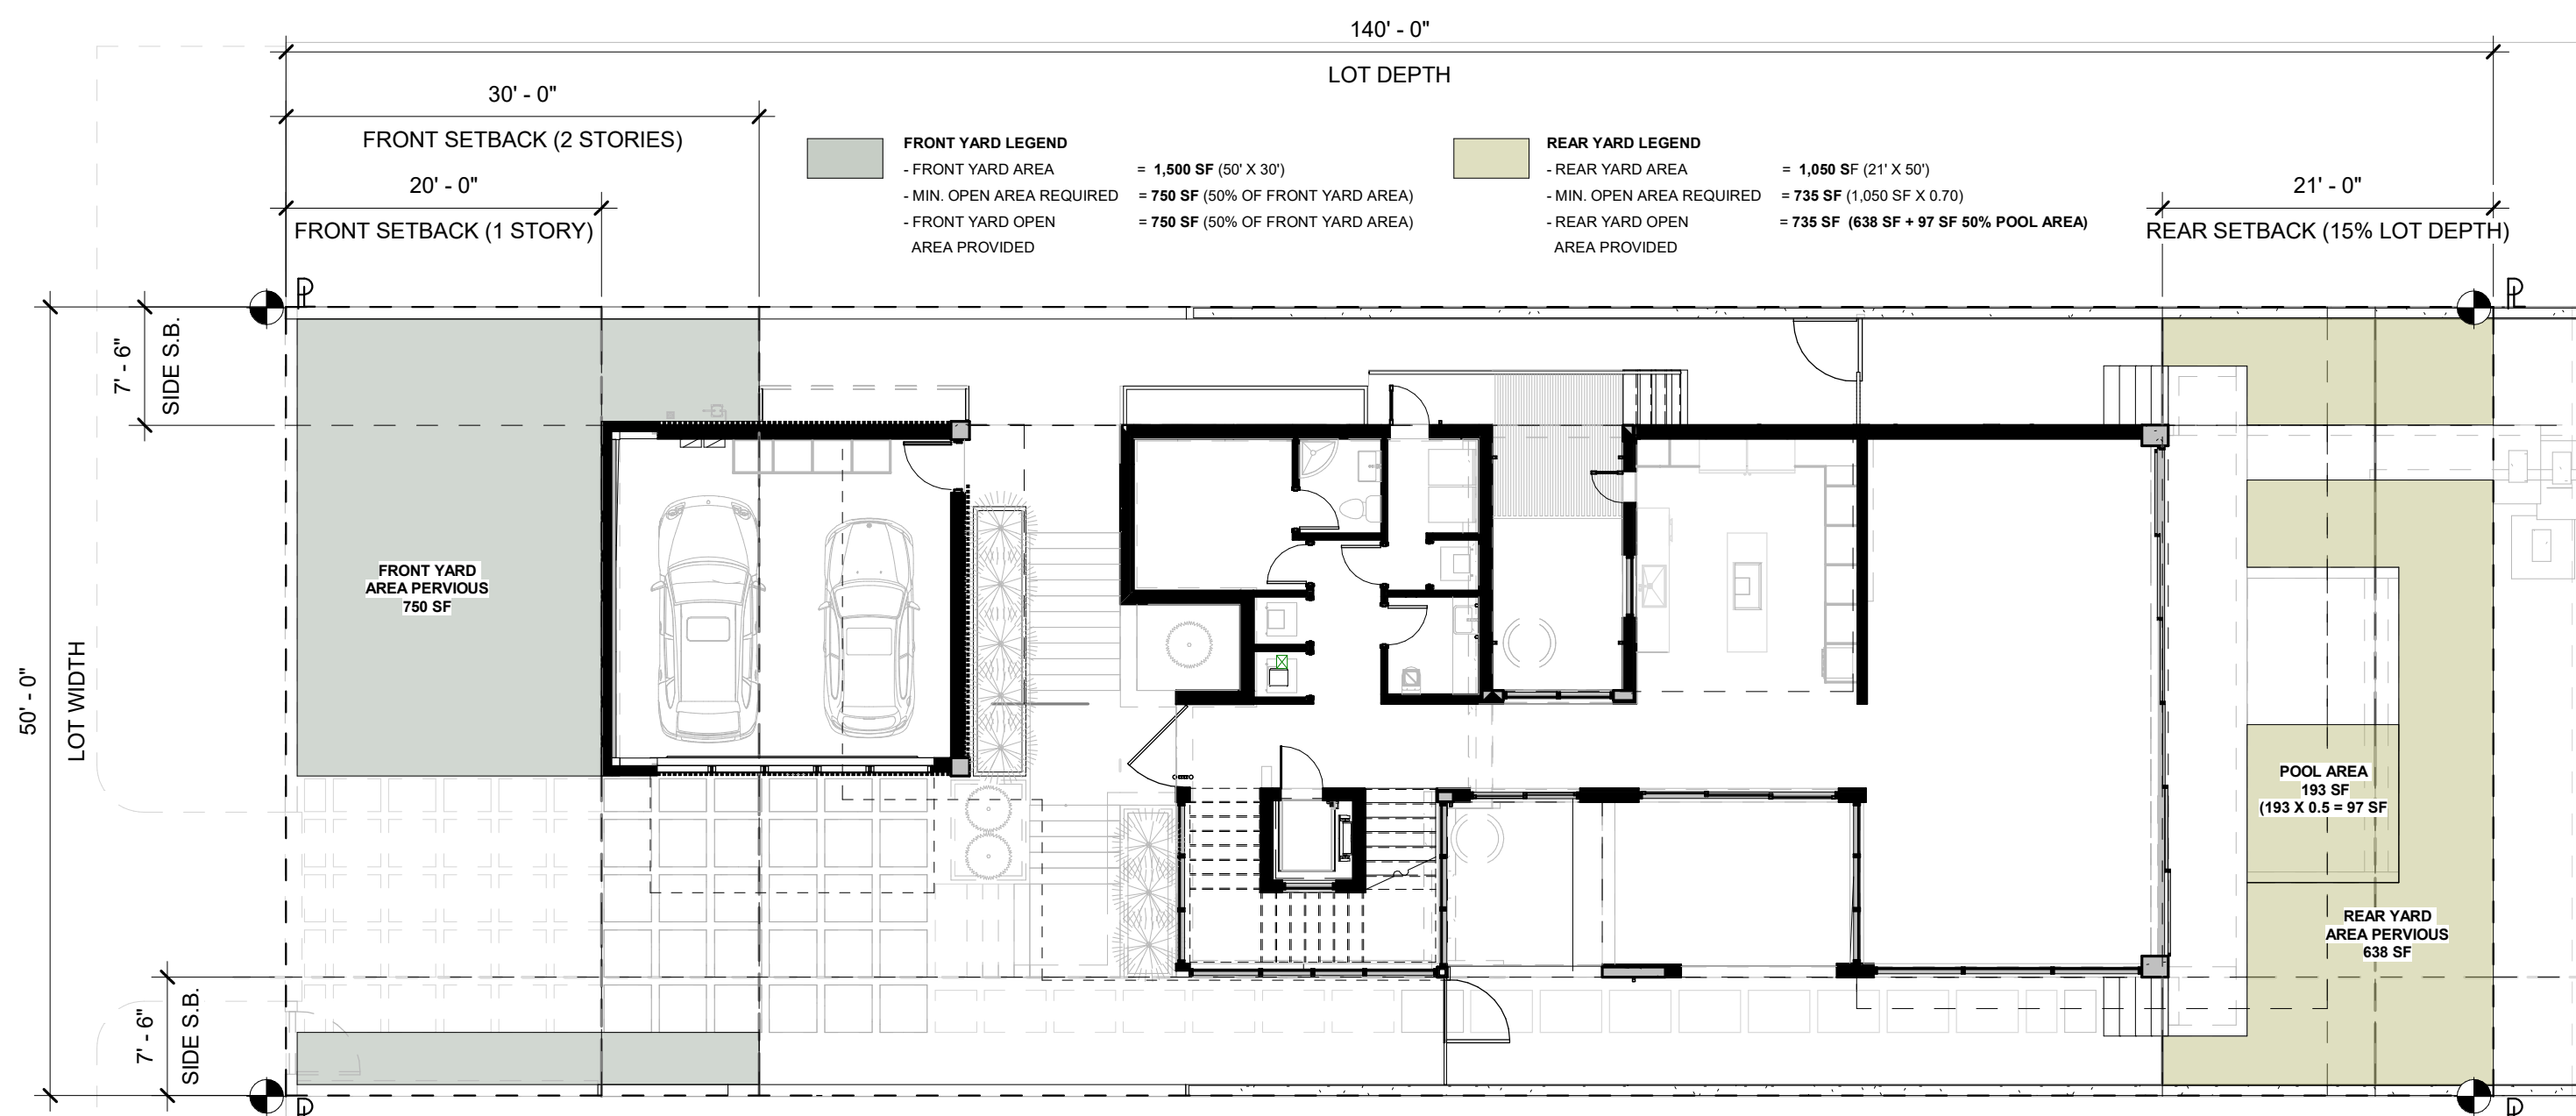 140' - 0"
LOT DEPTH
30' - 0"
FRONT SETBACK (2 STORIES)
20' - 0"
FRONT SETBACK (1 STORY)
FRONT YARD LEGEND
- FRONT YARD AREA = 1,500 SF (50' X 30')
- MIN. OPEN AREA REQUIRED = 750 SF (50% OF FRONT YARD AREA)
- FRONT YARD OPEN = 750 SF (50% OF FRONT YARD AREA)
AREA PROVIDED
REAR YARD LEGEND
- REAR YARD AREA = 1,050 SF (21' X 50')
- MIN. OPEN AREA REQUIRED = 735 SF (1,050 SF X 0.70)
- REAR YARD OPEN = 735 SF (638 SF + 97 SF 50% POOL AREA)
AREA PROVIDED
21' - 0"
REAR SETBACK (15% LOT DEPTH)
PL
PL
7' - 6"
SIDE S.B.
50' - 0"
LOT WIDTH
FRONT YARD
AREA PERVIOUS
750 SF
POOL AREA
193 SF
(193 X 0.5 = 97 SF
REAR YARD
AREA PERVIOUS
638 SF
7' - 6"
SIDE S.B.